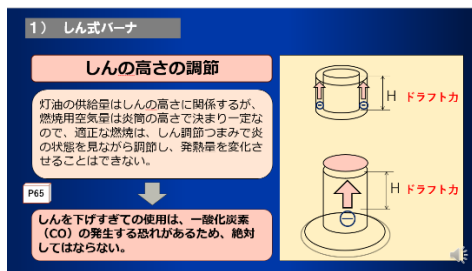 1） しん式バーナ
しんの高さの調節
灯油の供給量はしんの高さに関係するが、
燃焼用空気量は炎筒の高さで決まり一定な
ので、適正な燃焼は、しん調節つまみで炎
の状態を見ながら調節し、発熱量を変化さ
せることはできない。
H ドラフト力
P65
H ドラフト力
しんを下げすぎての使用は、一酸化炭素
（CO）の発生する恐れがあるため、絶対
してはならない。